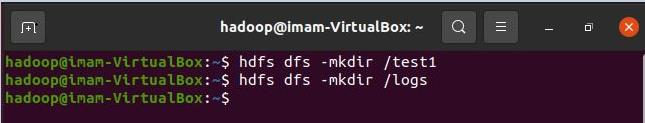 hadoop@imam-VirtualBox: ~
hadoop@imam-VirtualBox:~$ hdfs dfs -mkdir /test1
hadoop@imam-VirtualBox:~$ hdfs dfs -mkdir /logs
hadoop@imam-VirtualBox:~$